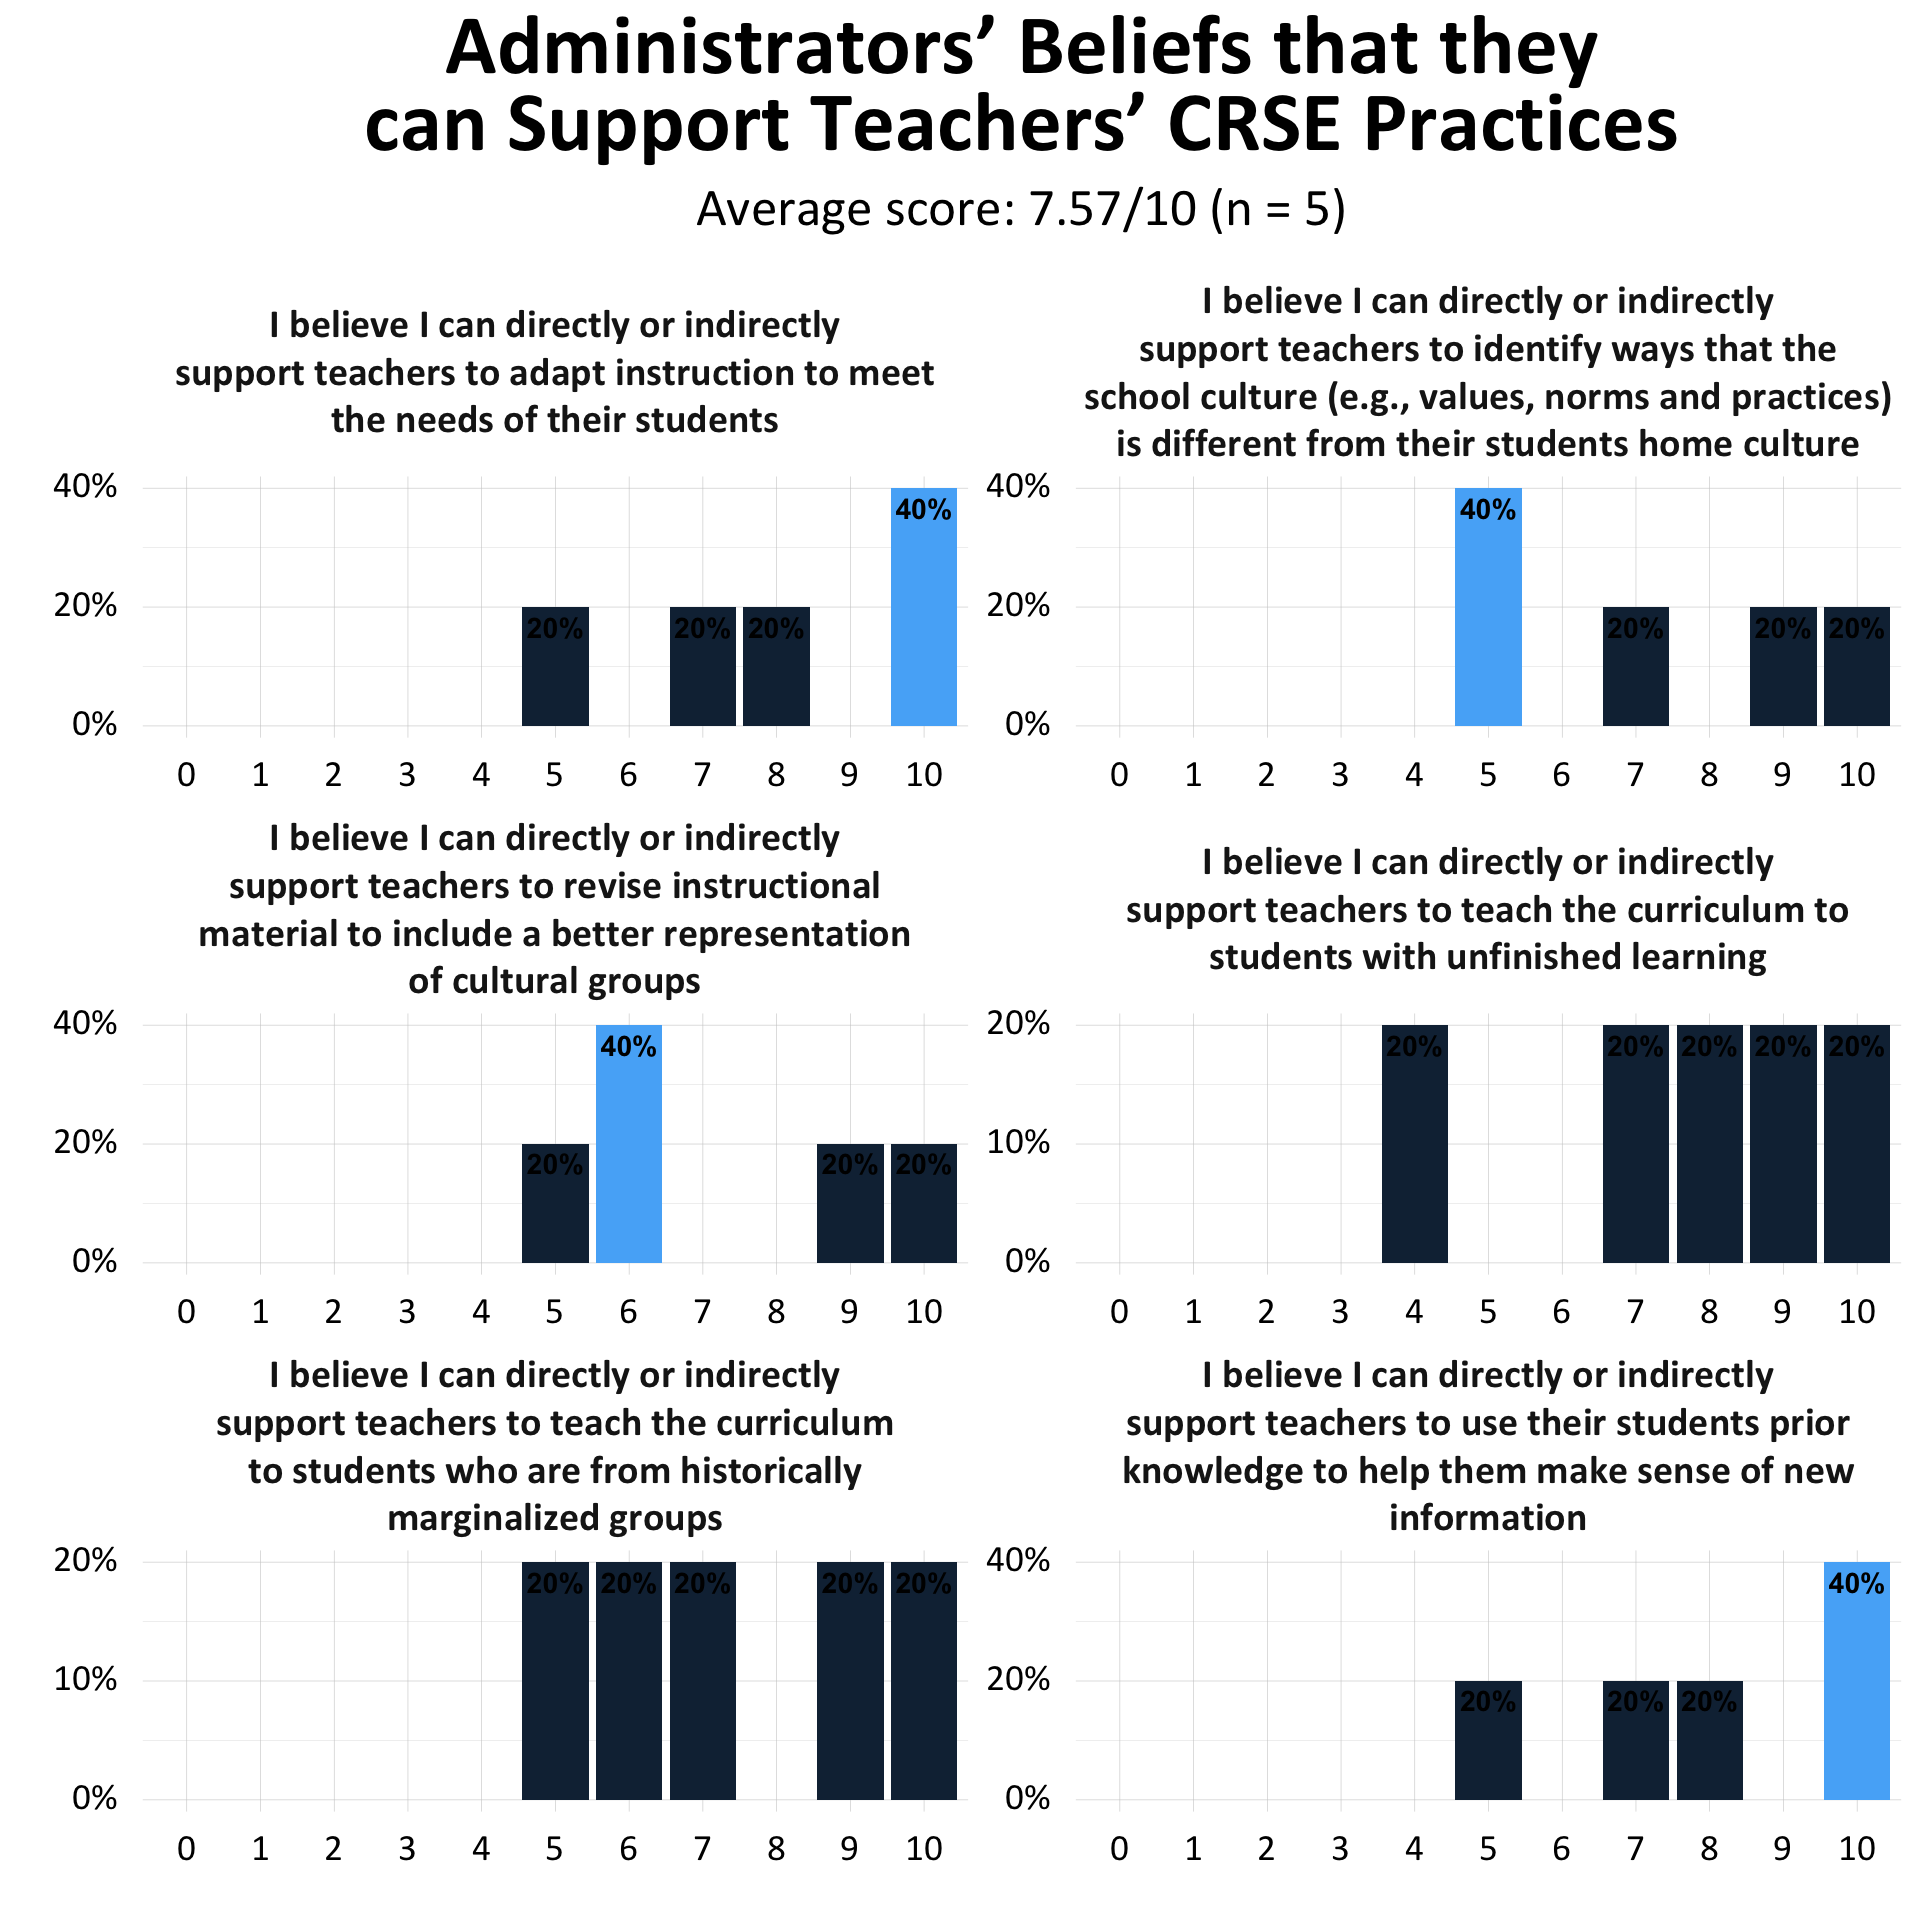 Administrators’ Beliefs that they
can Support Teachers’ CRSE Practices
Average score: 7.57/10 (n = 5)
I believe I can directly or indirectly
support teachers to adapt instruction to meet
the needs of their students
40%
20%
0%
40%
20%
20%
20%
0 1 2 3 4 5 6 7 8 9 10
I believe I can directly or indirectly
support teachers to identify ways that the
school culture (e.g., values, norms and practices)
is different from their students home culture
40%
20%
0%
40%
20%
20%
20%
0 1 2 3 4 5 6 7 8 9 10
I believe I can directly or indirectly
support teachers to revise instructional
material to include a better representation
of cultural groups
40%
20%
0%
40%
20%
20%
20%
0 1 2 3 4 5 6 7 8 9 10
I believe I can directly or indirectly
support teachers to teach the curriculum to
students with unfinished learning
20%
10%
0%
20% 20% 20% 20% 20%
0 1 2 3 4 5 6 7 8 9 10
I believe I can directly or indirectly
support teachers to teach the curriculum
to students who are from historically
marginalized groups
20%
10%
0%
20% 20% 20% 20% 20%
0 1 2 3 4 5 6 7 8 9 10
I believe I can directly or indirectly
support teachers to use their students prior
knowledge to help them make sense of new
information
40%
20%
0%
40%
20%
20%
20%
0 1 2 3 4 5 6 7 8 9 10